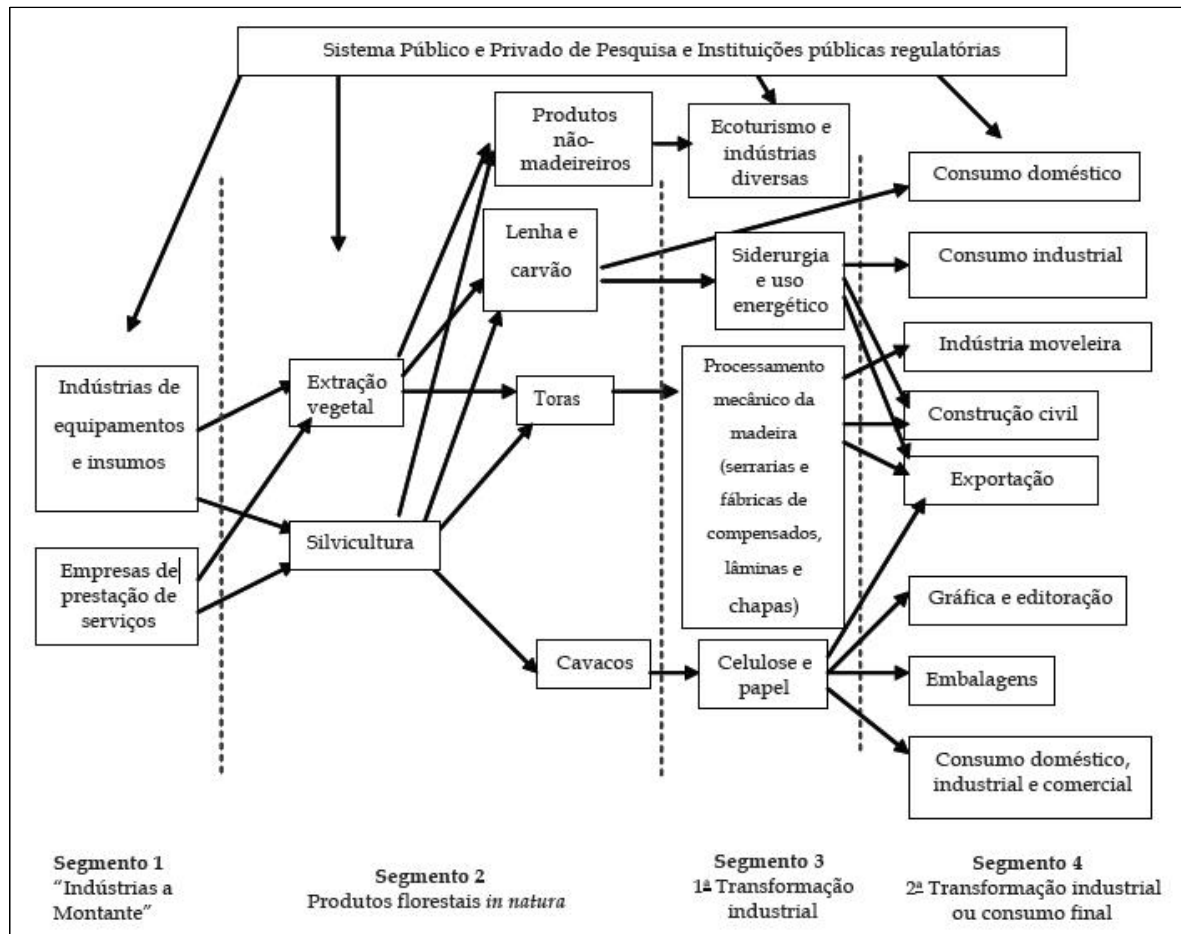 Sistema Público e Privado de Pesquisa e Instituições públicas regulatórias
Produtos
não-
madeireiros
Ecoturismo e
indústrias
diversas
Consumo doméstico
Lenha e
carvão
Siderurgia
e uso
energético
Consumo industrial
Indústria moveleira
Indústrias de
equipamentos
e insumos
Extração
vegetal
Toras
Processamento
mecânico da
madeira
(serrarias e
fábricas de
compensados,
lâminas e
chapas)
Construção civil
Exportação
Silvicultura
Empresas de
prestação de
serviços
Gráfica e editoração
Cavacos
Celulose e
papel
Embalagens
Consumo doméstico,
industrial e comercial
Segmento 1
“Indústrias a
Montante”
Segmento 2
Produtos florestais in natura
Segmento 3
1ª Transformação
industrial
Segmento 4
2ª Transformação industrial
ou consumo final